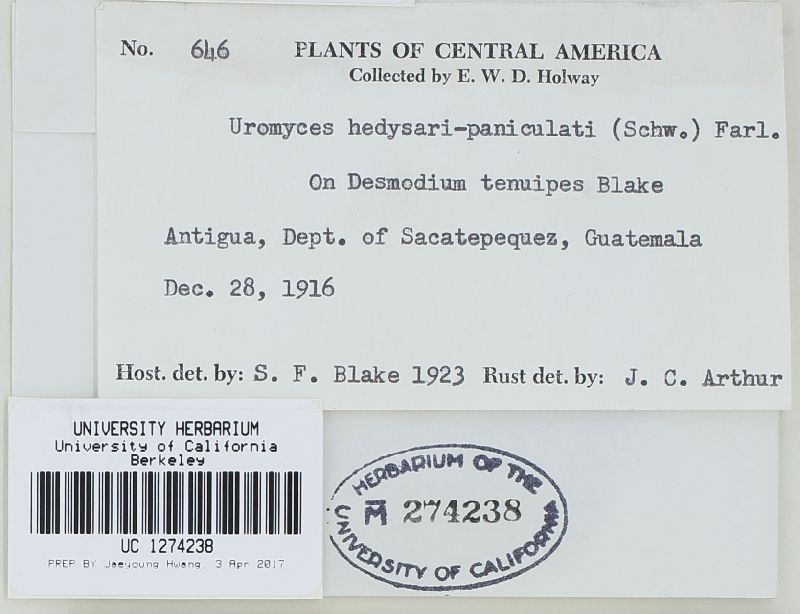 No. 646 PLANTS OF CENTRAL AMERICA
Collected by E. W. D. Holway
Uromyces hedysari-paniculati (Schw.) Farl.
On Desmodium tenuipes Blake
Antigua, Dept. of Sacatepequez, Guatemala
Dec. 28, 1916
Host. det. by: S. F. Blake 1923 Rust det. by: J. C. Arthur
UNIVERSITY HERBARIUM
University of California
Berkeley
UC 1274238
PREP BY Jaeyoung Hwang, 3 Apr 2017
HERBARIUM OF THE
M 274238
UNIVERSITY OF CALIFORNIA